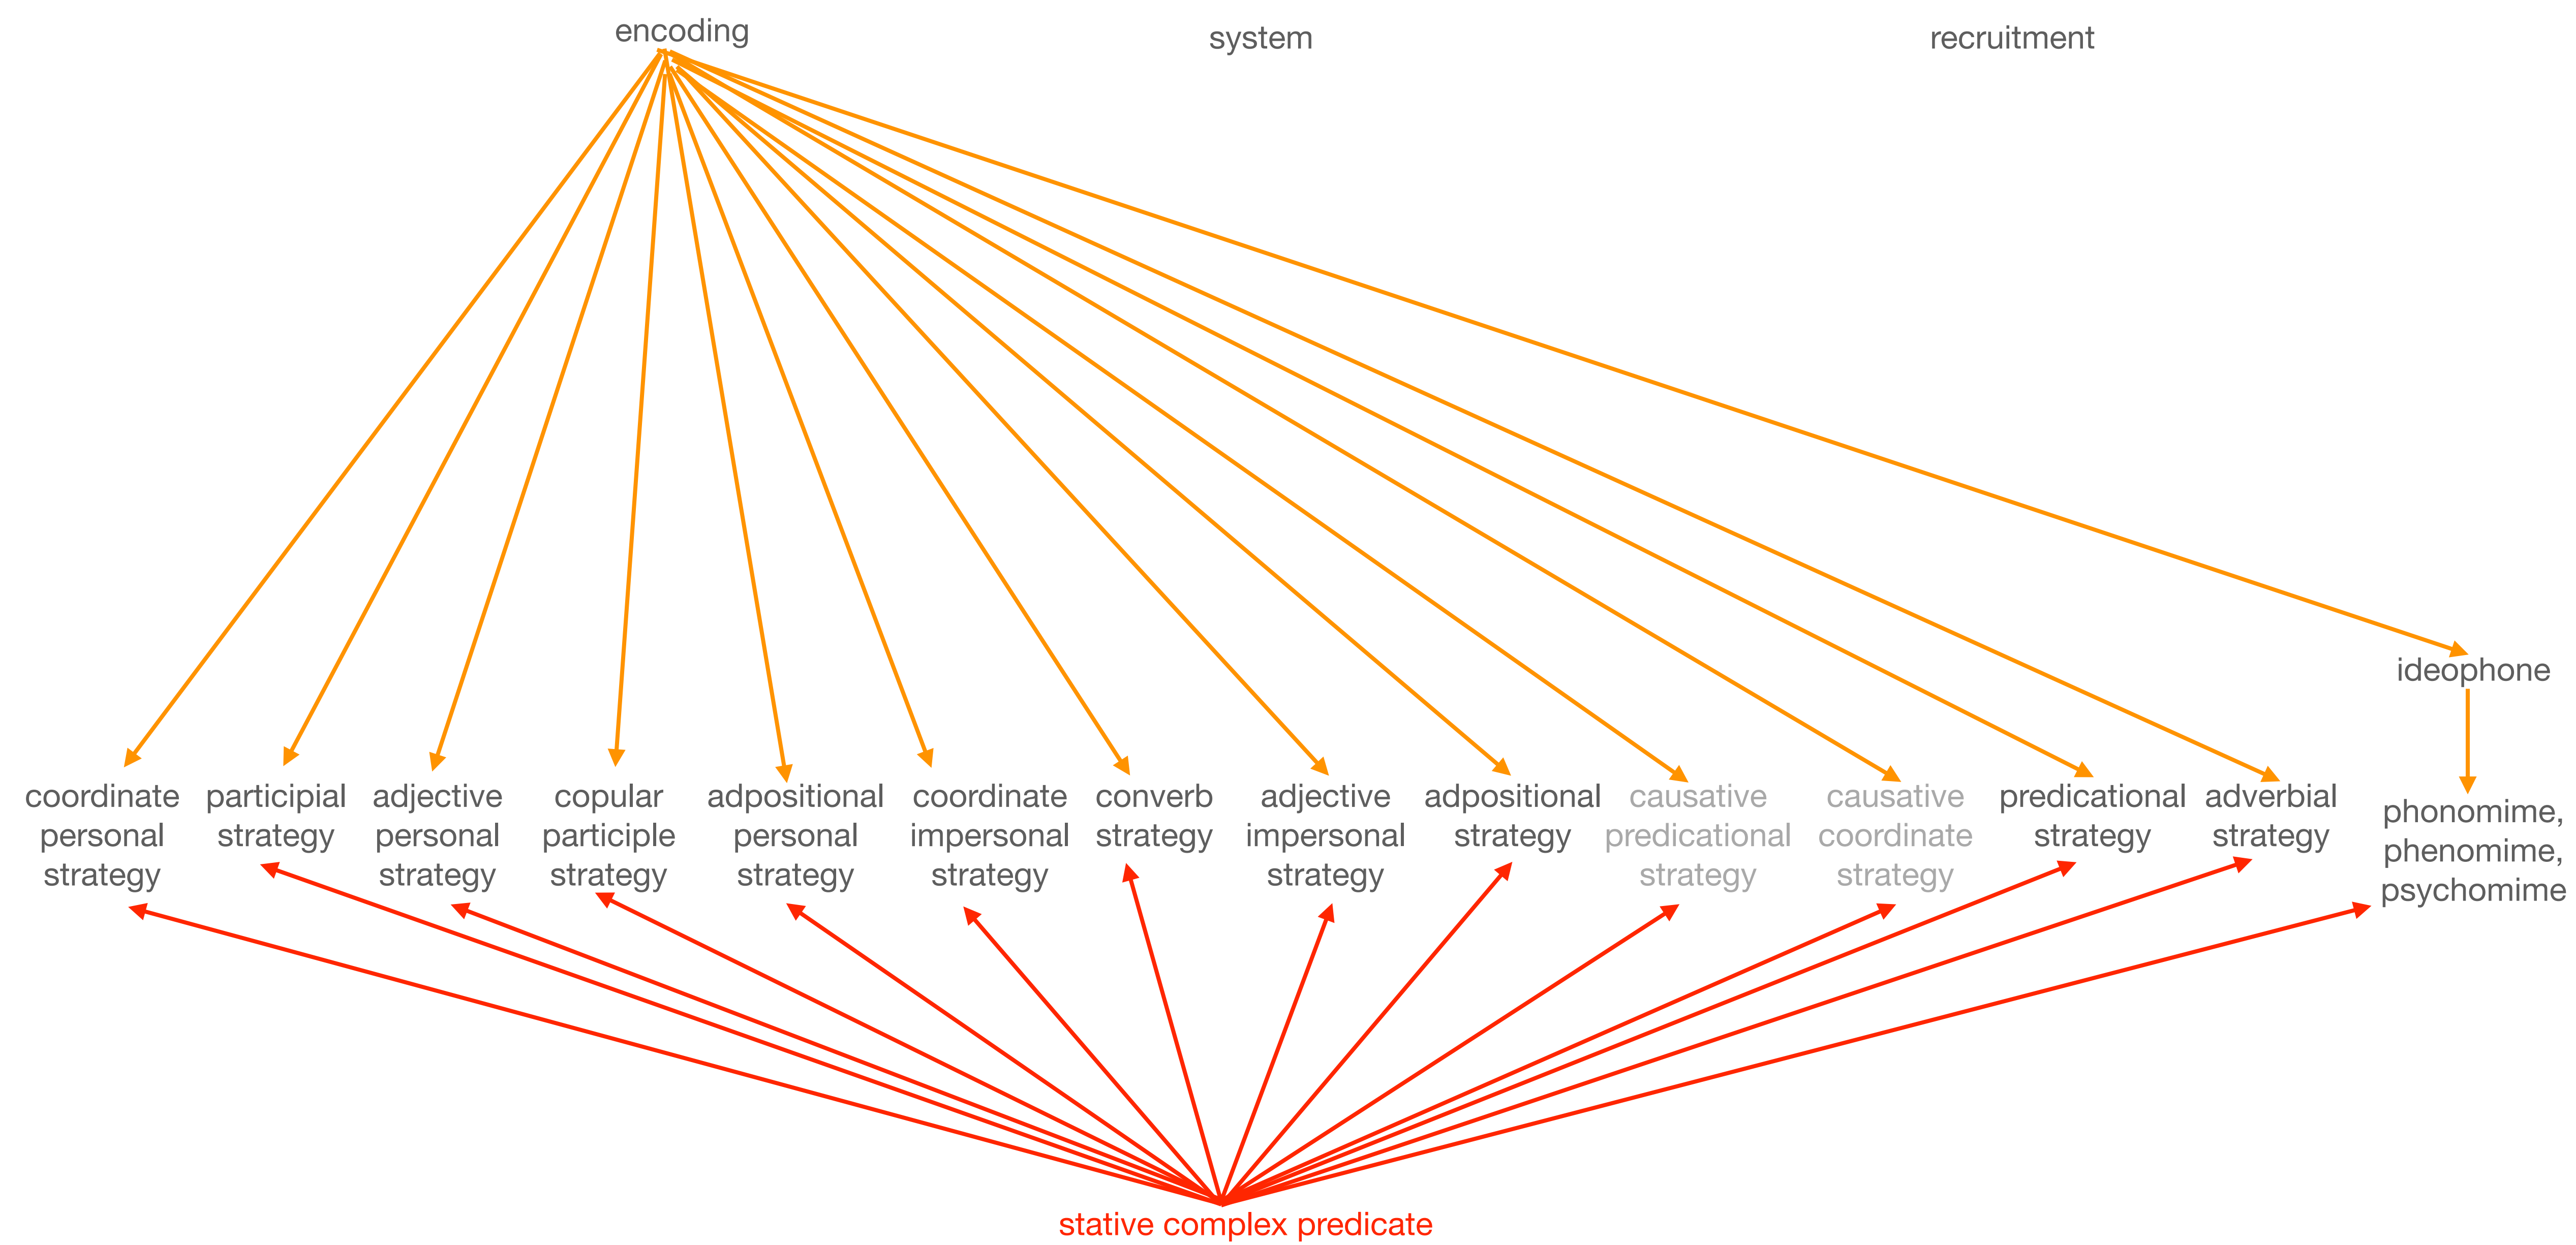 encoding
system
recruitment
ideophone
coordinate
personal
strategy
participial
strategy
adjective
personal
strategy
copular
participle
strategy
adpositional
personal
strategy
coordinate
impersonal
strategy
converb
strategy
adjective
impersonal
strategy
adpositional
strategy
causative
predicational
strategy
causative
coordinate
strategy
predicational
strategy
adverbial
strategy
phonomime,
phenomime,
psychomime
stative complex predicate